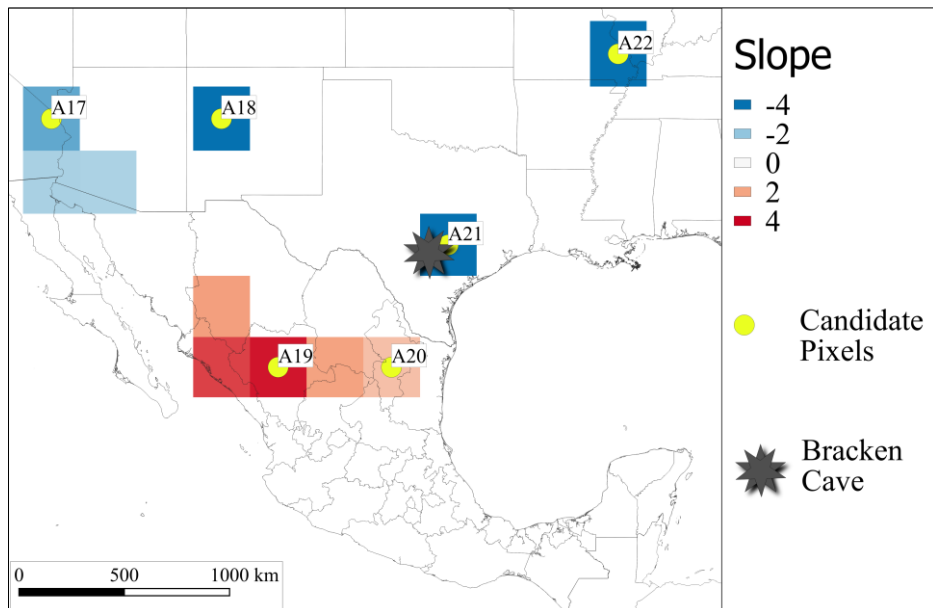 A22
A17
A18
A21
A19
A20
0 500 1000 km
Slope
-4
-2
0
2
4
Candidate
Pixels
Bracken
Cave